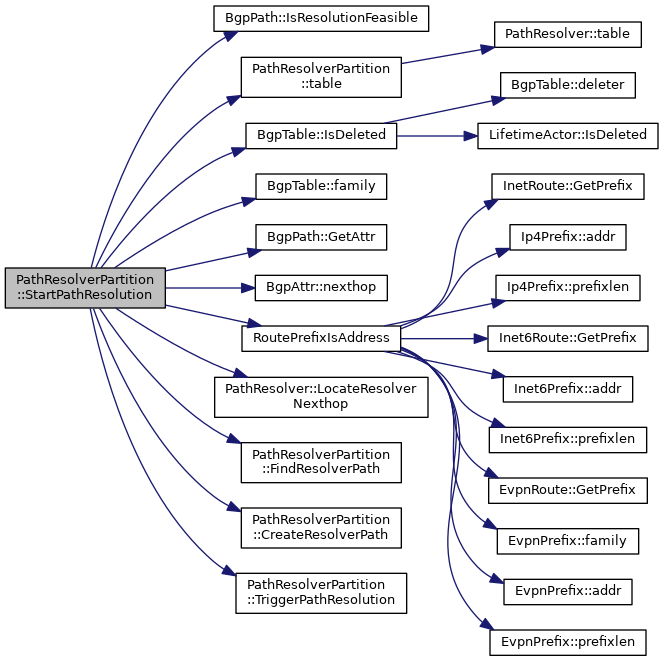 PathResolverPartition
::StartPathResolution
BgpPath::IsResolutionFeasible
PathResolverPartition
::table
BgpTable::IsDeleted
BgpTable::family
BgpPath::GetAttr
BgpAttr::nexthop
RoutePrefixIsAddress
PathResolver::LocateResolver
Nexthop
PathResolverPartition
::FindResolverPath
PathResolverPartition
::CreateResolverPath
PathResolverPartition
::TriggerPathResolution
PathResolver::table
BgpTable::deleter
LifetimeActor::IsDeleted
InetRoute::GetPrefix
Ip4Prefix::addr
Ip4Prefix::prefixlen
Inet6Route::GetPrefix
Inet6Prefix::addr
Inet6Prefix::prefixlen
EvpnRoute::GetPrefix
EvpnPrefix::family
EvpnPrefix::addr
EvpnPrefix::prefixlen